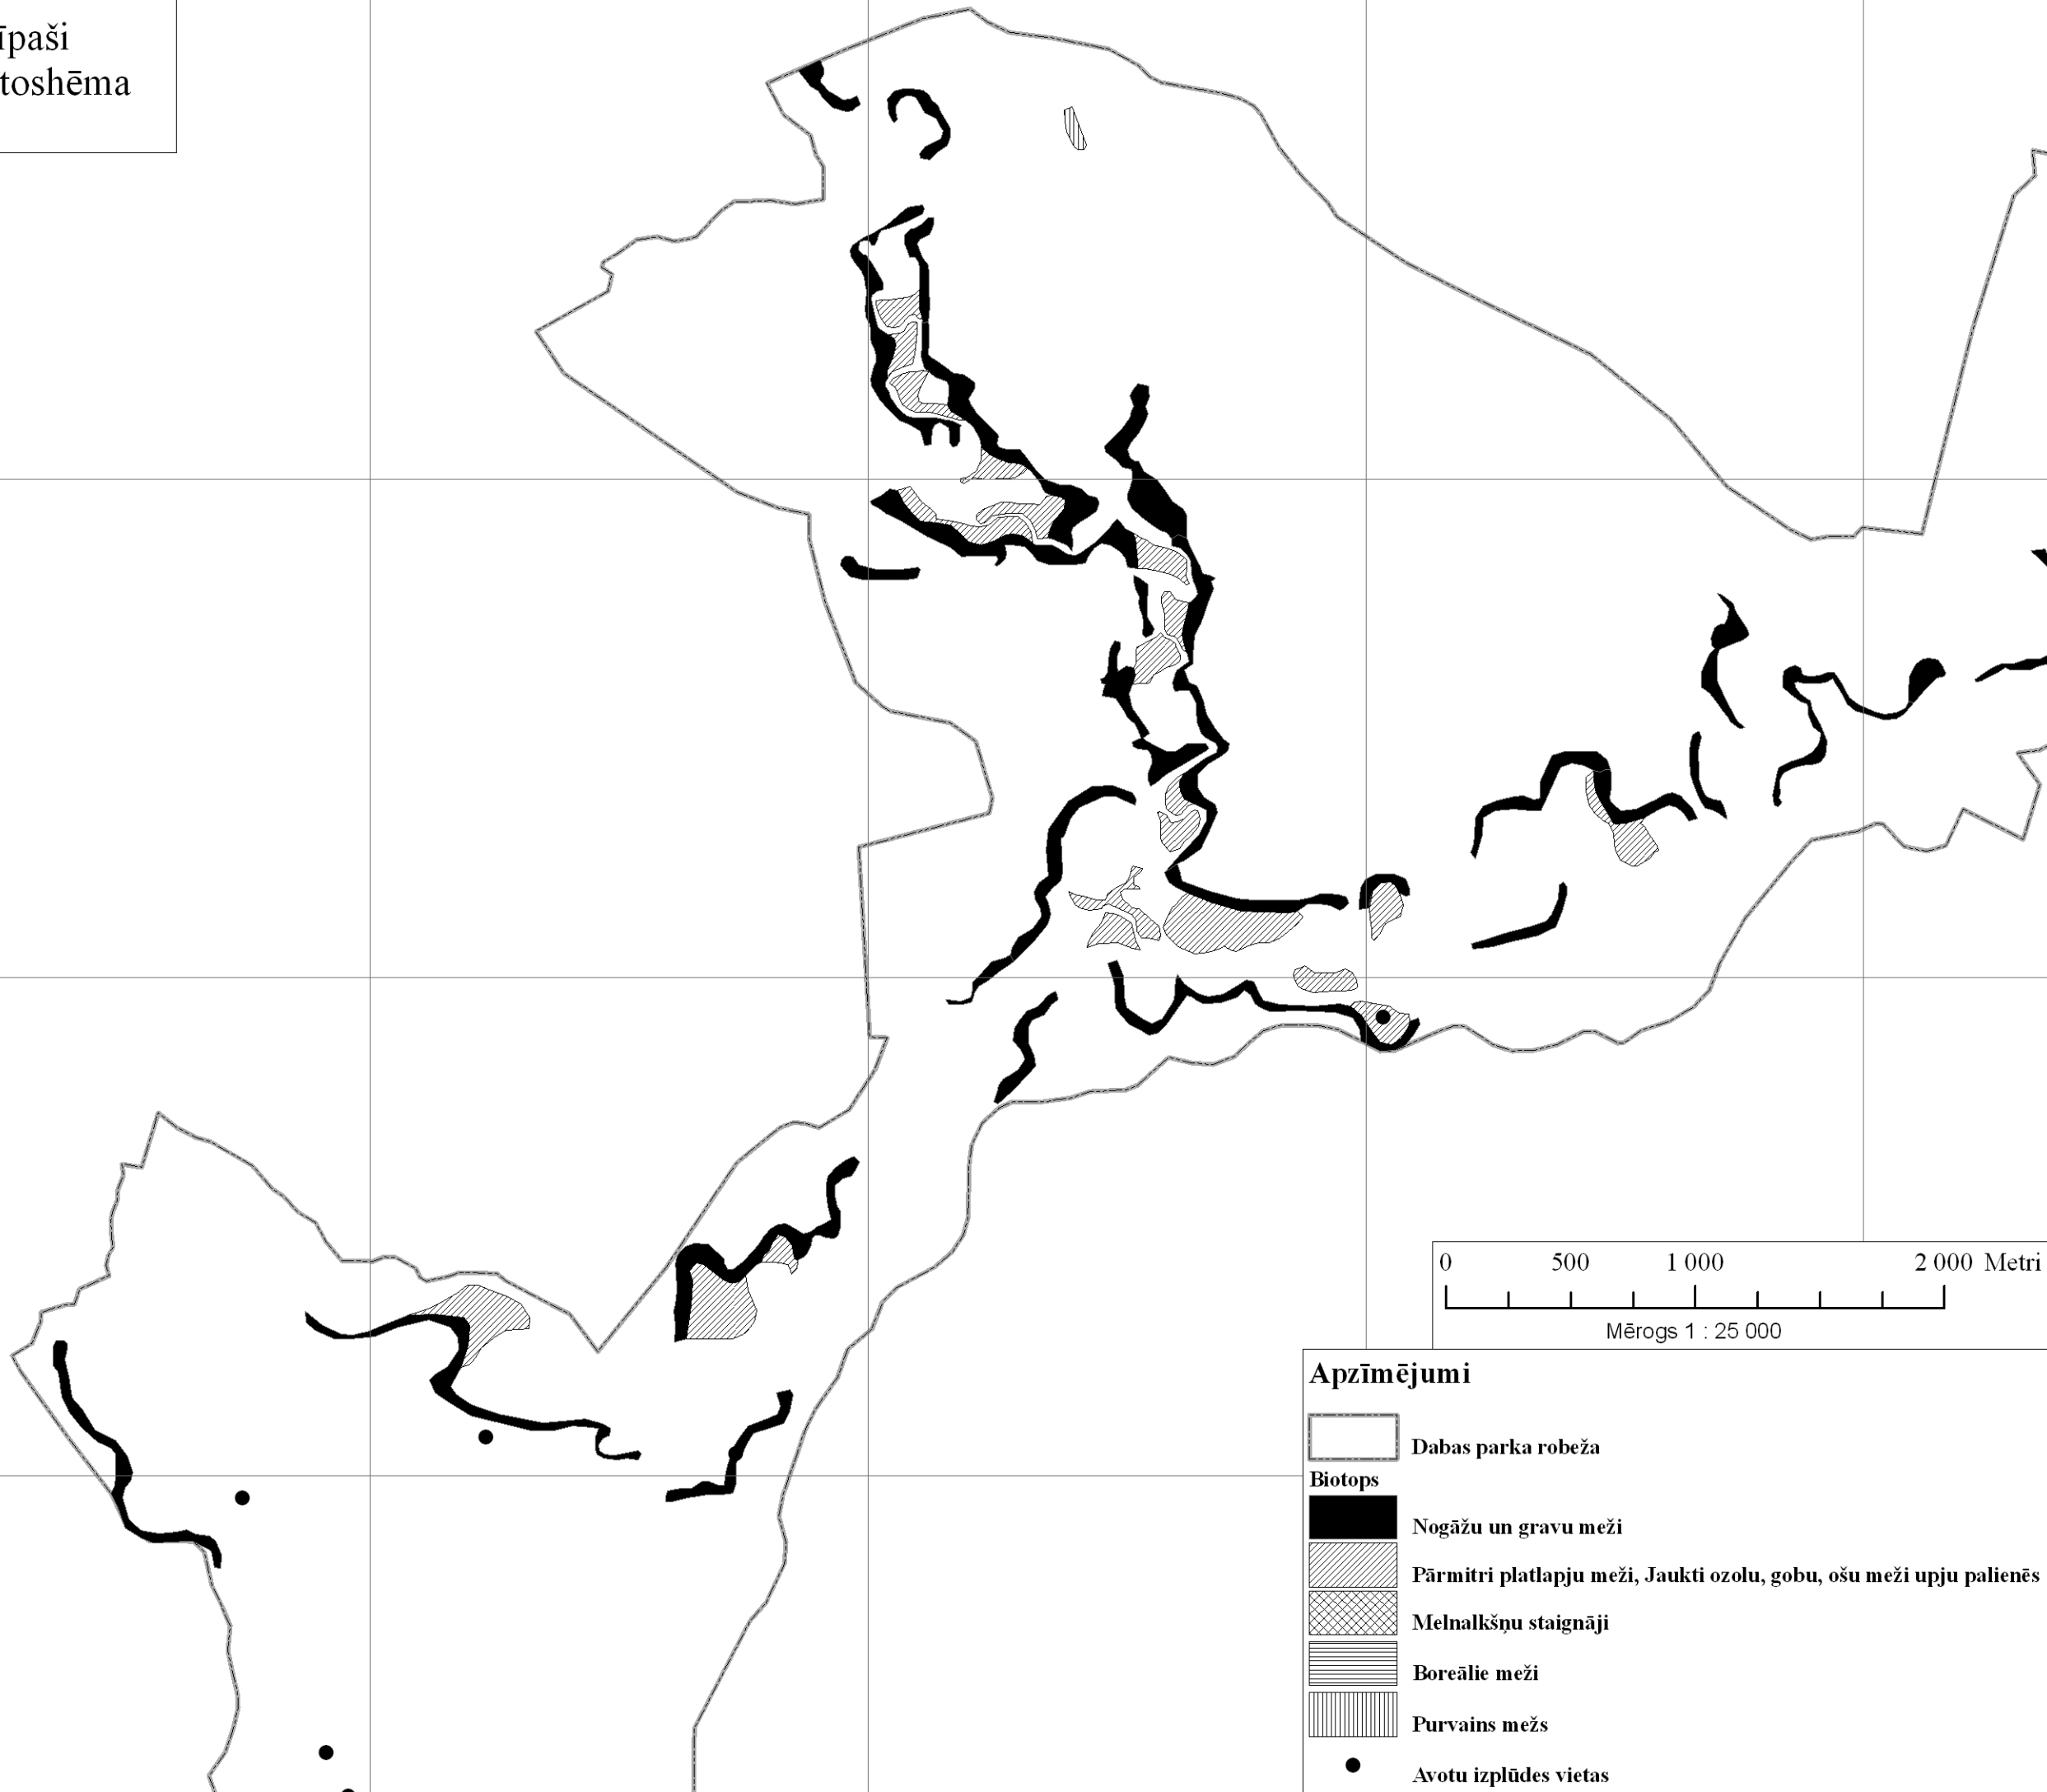 īpaši
toshēma
0 500 1 000 2 000 Metri
Mērogs 1 : 25 000
Apzīmējumi
Dabas parka robeža
Biotops
Nogāžu un gravu meži
Pārmitri platlapju meži, Jaukti ozolu, gobu, ošu meži upju palienēs
Melnalkšņu staignāji
Boreālie meži
Purvains mežs
Avotu izplūdes vietas